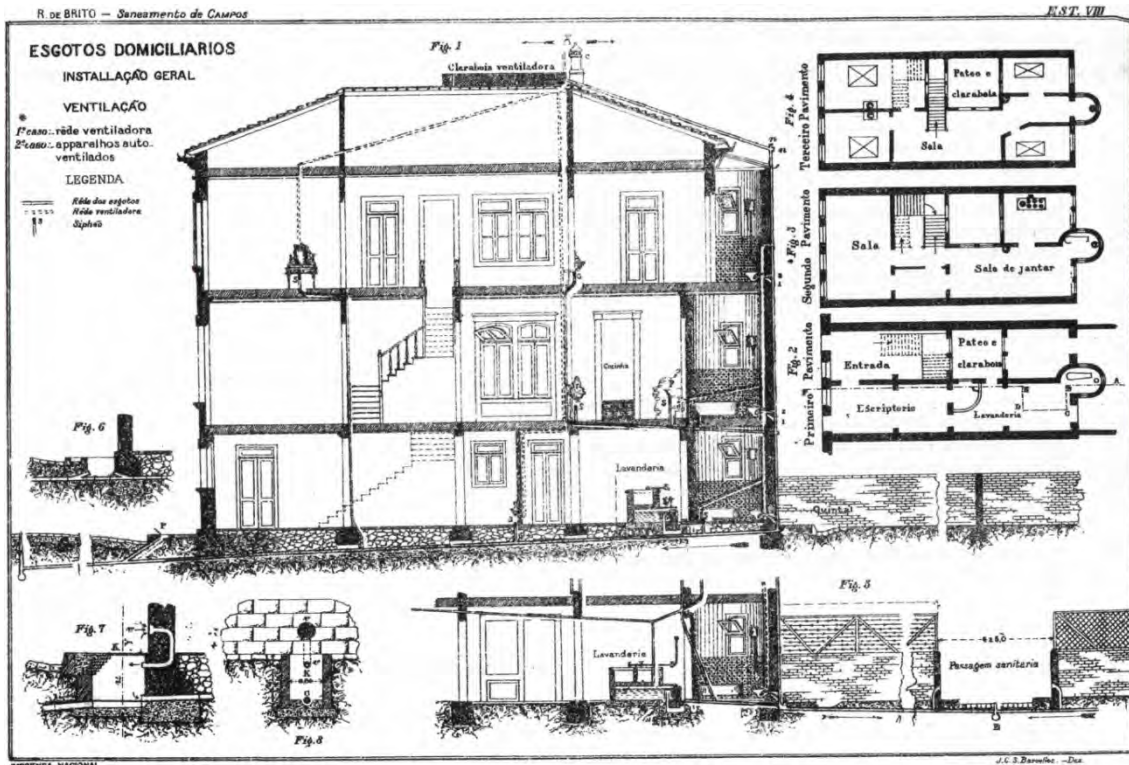 R. DE BRITO — Saneamento de CAMPOS
EST. VIII
ESGOTOS DOMICILIARIOS
INSTALLAÇÃO GERAL
VENTILAÇÃO
1º caso:.. rêde ventiladora
2º caso:.. apparelhos auto-
ventilados
LEGENDA
Rêde dos esgotos
Rêde ventiladora
Siphão
Fig. 1
Claraboia ventiladora
Cozinha
Lavanderia
Quintal
Fig. 4
Terceiro Pavimento
Pateo e
claraboia
Sala
Fig. 3
Segundo Pavimento
Sala
Sala de jantar
Fig. 2
Primeiro Pavimento
Entrada
Pateo e
claraboia
Escriptorio
Lavanderia
A
Fig. 6
P
Fig. 7
K
Fig. 8
K
Lavanderia
Fig. 5
Passagem sanitaria
B
IMPRENSA NACIONAL
J.C.S. Barcellos. — Des.